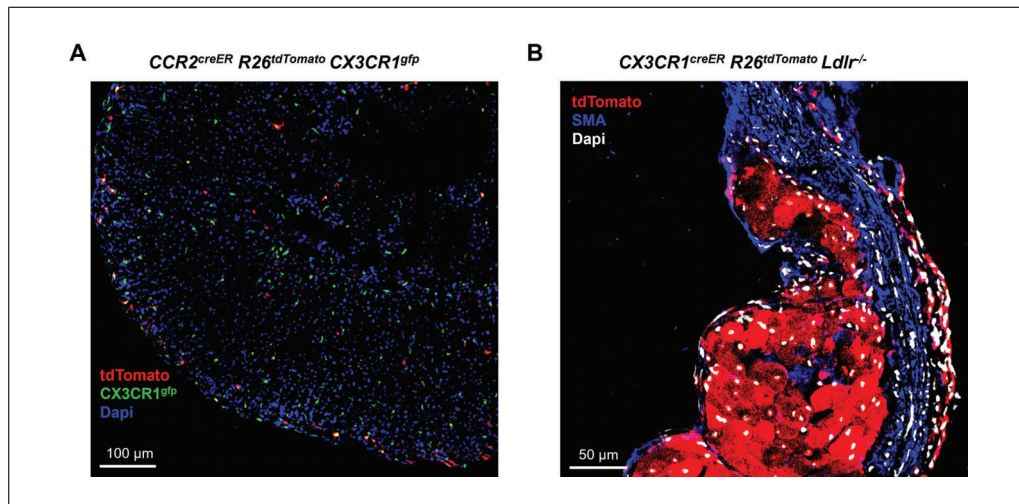 A
CCR2creER R26tdTomato CX3CR1gfp
tdTomato
CX3CR1gfp
Dapi
100 µm
B
CX3CR1creER R26tdTomato Ldlr-/-
tdTomato
SMA
Dapi
50 µm